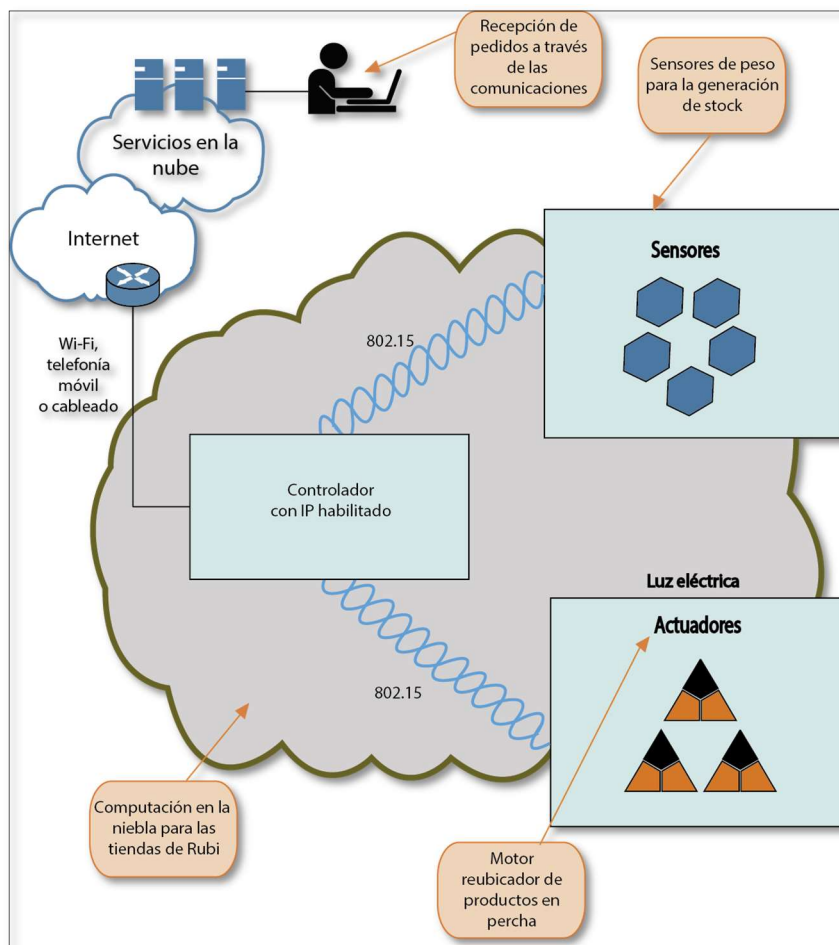 Recepción de
pedidos a través
de las
comunicaciones
Sensores de peso
para la generación
de stock
Servicios en la
nube
Internet
Sensores
Wi-Fi,
telefonía
móvil
o cableado
802.15
Controlador
con IP habilitado
Luz eléctrica
Actuadores
802.15
Computación en la
niebla para las
tiendas de Rubi
Motor
reubicador de
productos en
percha